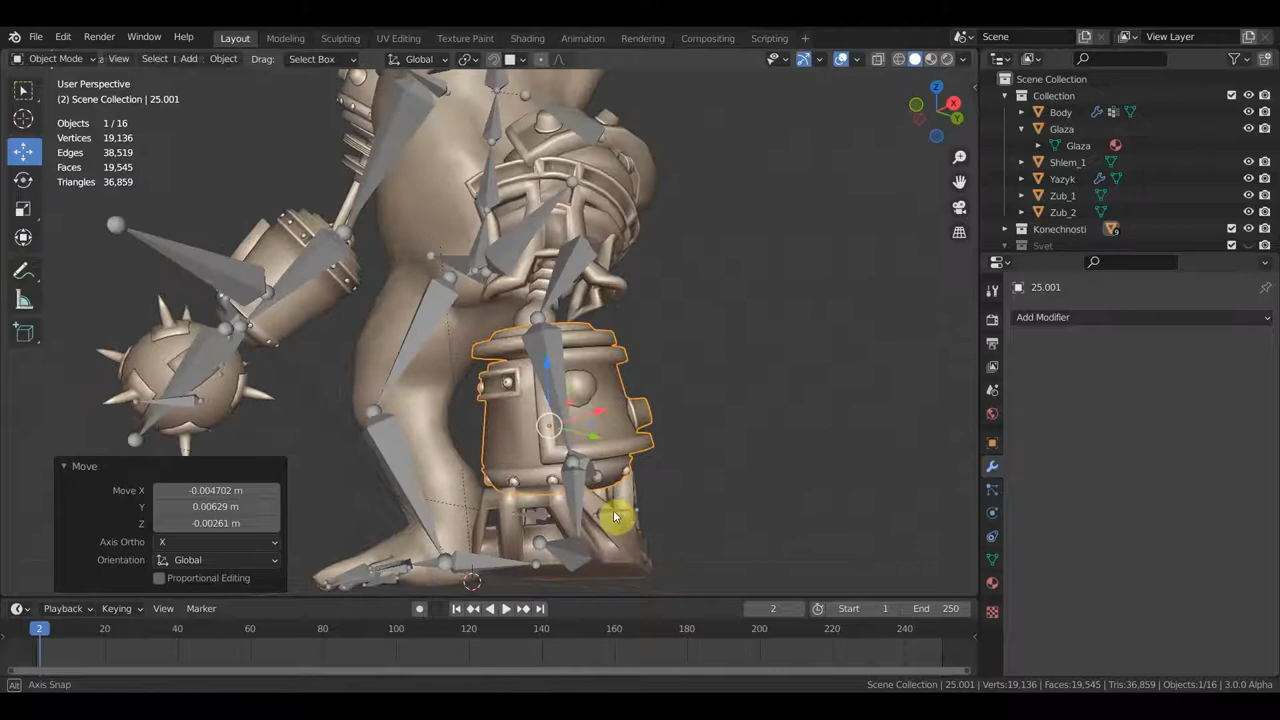 File Edit Render Window Help Layout Modeling Sculpting UV Editing Texture Paint Shading Animation Rendering Compositing Scripting + Scene View Layer
Object Mode View Select Add Object Drag: Select Box Global
User Perspective
(2) Scene Collection | 25.001
Objects 1 / 16
Vertices 19,136
Edges 38,519
Faces 19,545
Triangles 36,859
Z
X
Y
Scene Collection
Collection
Body
Glaza
Glaza
Shlem_1
Yazyk
Zub_1
Zub_2
Konechnosti 9
Svet
25.001
Add Modifier
Move
Move X -0.004702 m
Y 0.00629 m
Z -0.00261 m
Axis Ortho X
Orientation Global
Proportional Editing
Playback Keying View Marker 2 Start 1 End 250
2 20 40 60 80 100 120 140 160 180 200 220 240
Alt Axis Snap Scene Collection | 25.001 Verts:19,136 Faces:19,545 Tris:36,859 Objects:1/16 3.0.0 Alpha